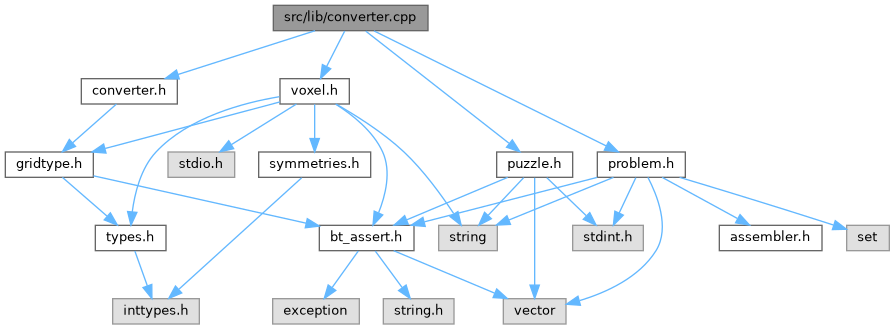 src/lib/converter.cpp
converter.h
voxel.h
gridtype.h
stdio.h
symmetries.h
puzzle.h
problem.h
types.h
bt_assert.h
string
stdint.h
assembler.h
set
inttypes.h
exception
string.h
vector